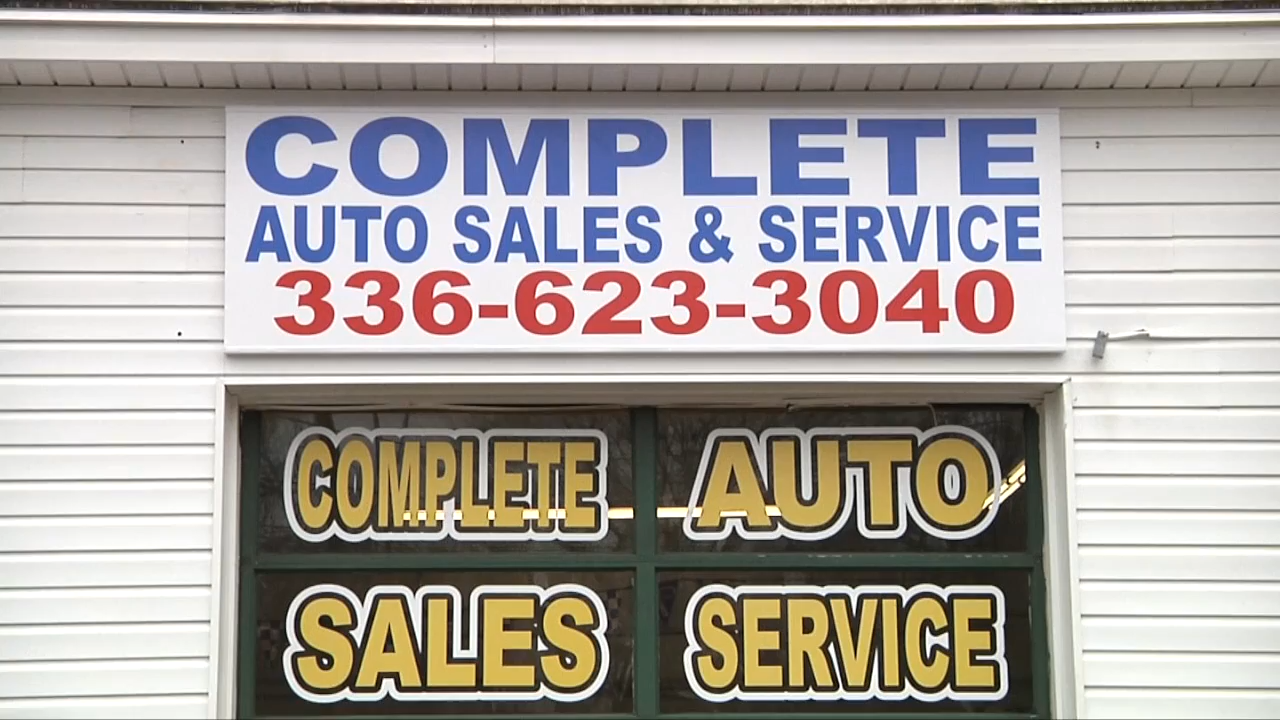 COMPLETE
AUTO SALES & SERVICE
336-623-3040
COMPLETE AUTO
SALES SERVICE